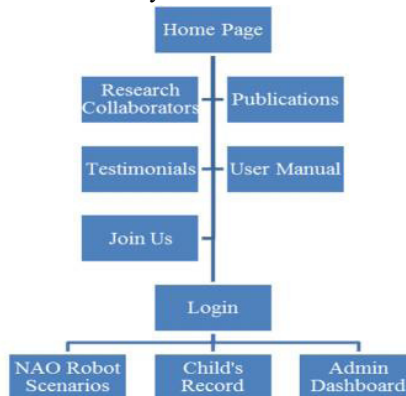 Home Page
Research
Collaborators
Publications
Testimonials
User Manual
Join Us
Login
NAO Robot
Scenarios
Child's
Record
Admin
Dashboard